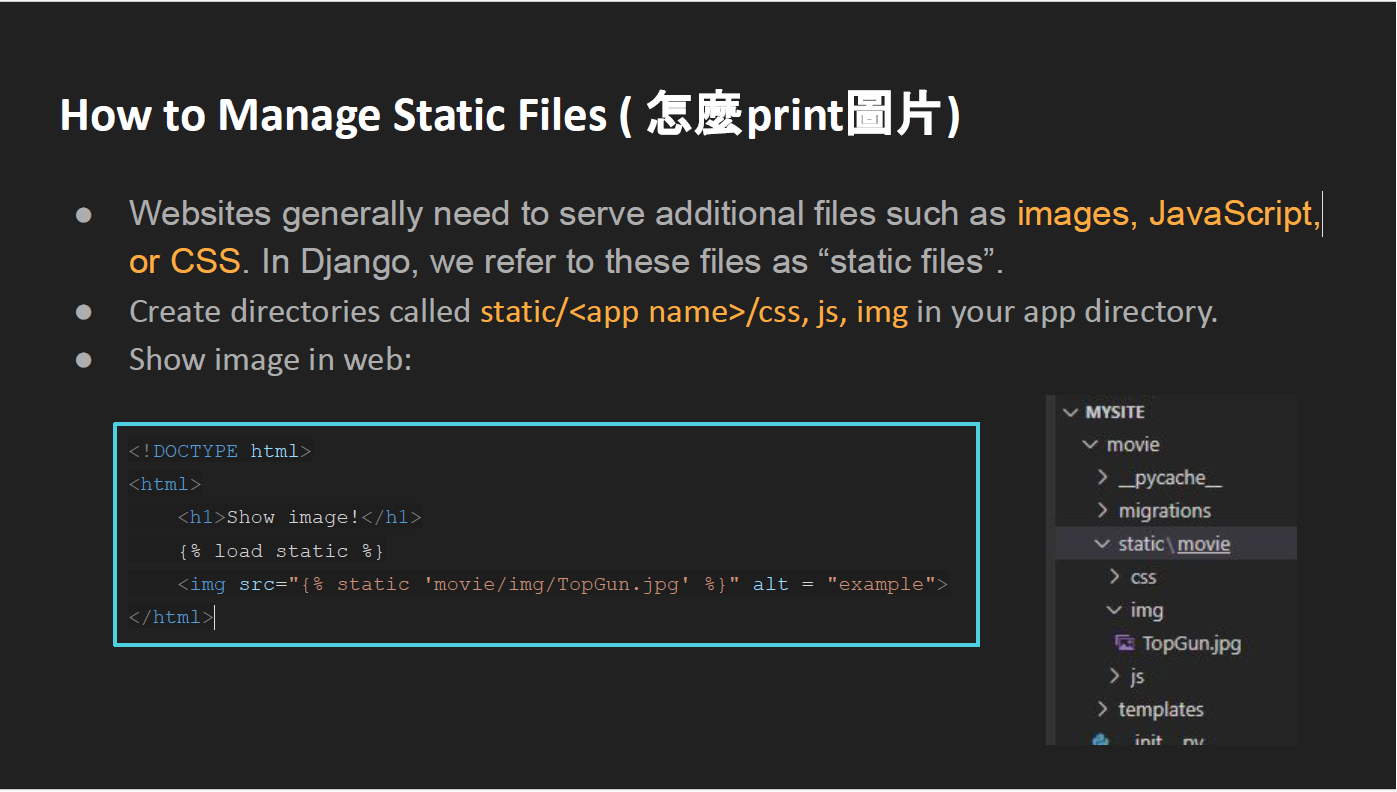 How to Manage Static Files ( 怎麼print圖片)
● Websites generally need to serve additional files such as images, JavaScript,
or CSS. In Django, we refer to these files as “static files”.
● Create directories called static/<app name>/css, js, img in your app directory.
● Show image in web:
<!DOCTYPE html>
<html>
<h1>Show image!</h1>
{% load static %}
<img src="{% static 'movie/img/TopGun.jpg' %}" alt = "example">
</html>
MYSITE
movie
__pycache__
migrations
static\movie
css
img
TopGun.jpg
js
templates
__init__.py